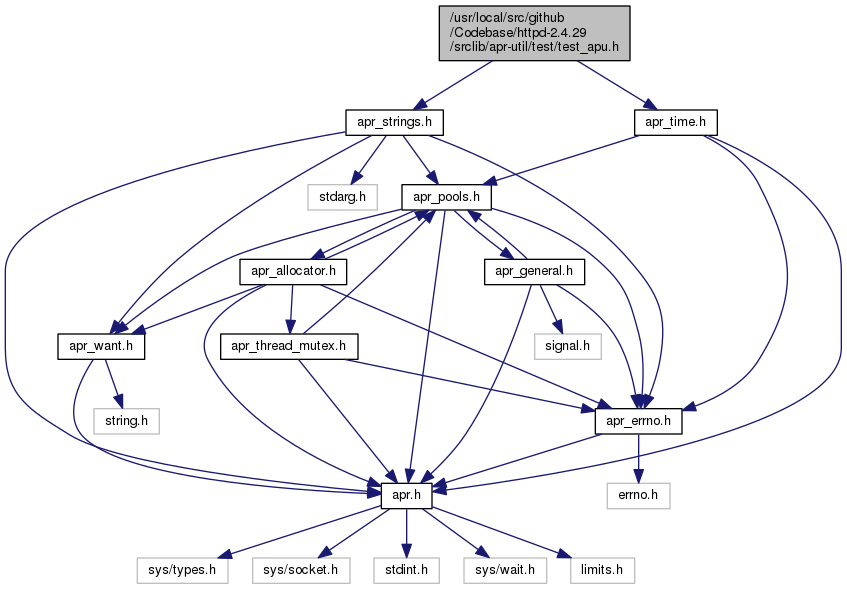 /usr/local/src/github
/Codebase/httpd-2.4.29
/srclib/apr-util/test/test_apu.h
apr_strings.h
apr_time.h
stdarg.h
apr_pools.h
apr_allocator.h
apr_general.h
apr_want.h
apr_thread_mutex.h
signal.h
string.h
apr_errno.h
apr.h
errno.h
sys/types.h
sys/socket.h
stdint.h
sys/wait.h
limits.h